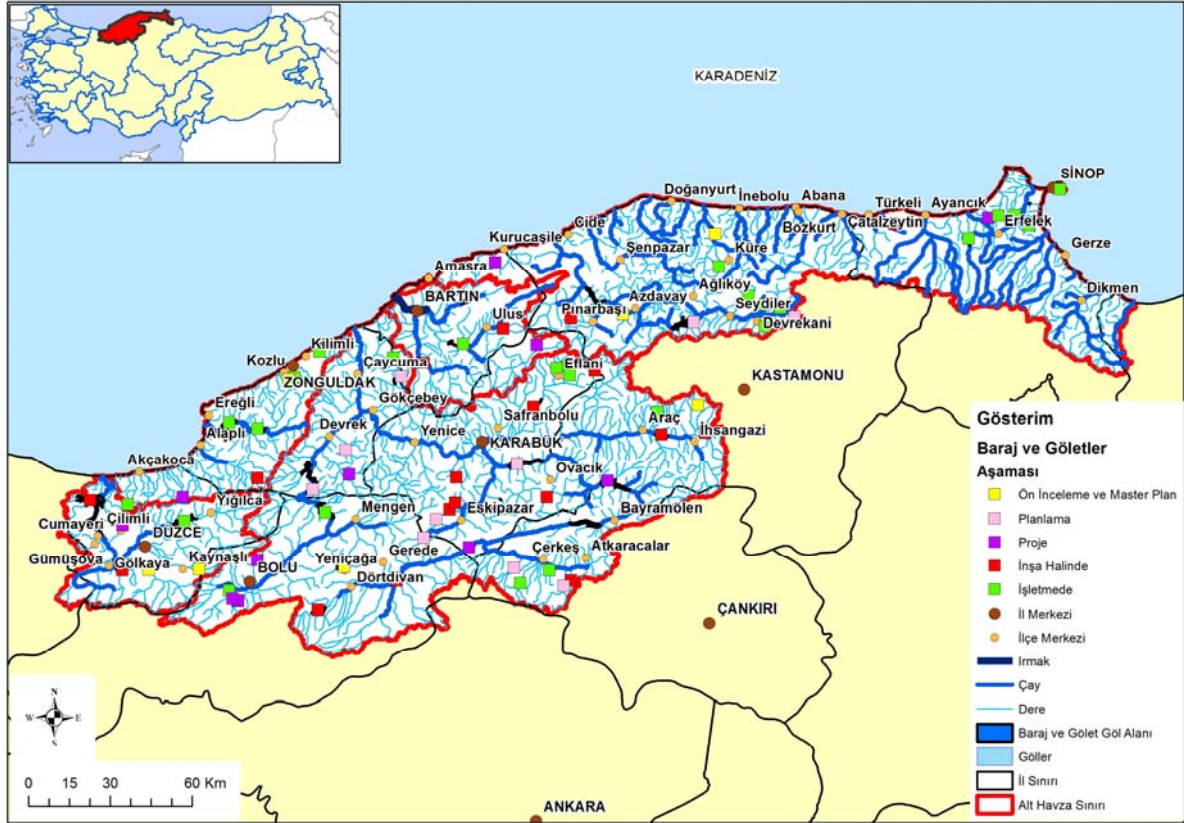 KARADENİZ
SİNOP
Doğanyurt
İnebolu
Abana
Türkeli
Ayancık
Erfelek
Bozkurt
Çatalzeytin
Cide
Kurucaşile
Şenpazar
Küre
Gerze
Amasra
Ağlıköy
Dikmen
BARTIN
Azdavay
Seydiler
Pınarbaşı
Ulus
Devrekani
Kilimli
Kozlu
Çaycuma
Eflani
ZONGULDAK
KASTAMONU
Gökçebey
Ereğli
Safranbolu
Araç
Devrek
Yenice
KARABÜK
İhsangazi
Alaplı
Akçakoca
Ovacık
Yığılca
Mengen
Eskipazar
Bayramölen
Cumayeri
Çilimli
DÜZCE
Gümüşova
Gölkaya
Kaynaşlı
Yeniçağa
Gerede
Çerkeş
Atkaracalar
BOLU
Dörtdivan
ÇANKIRI
ANKARA
Gösterim
Baraj ve Göletler
Aşaması
Ön İnceleme ve Master Plan
Planlama
Proje
İnşa Halinde
İşletmede
İl Merkezi
İlçe Merkezi
Irmak
Çay
Dere
Baraj ve Gölet Göl Alanı
Göller
İl Sınırı
Alt Havza Sınırı
N
W E
S
0 15 30 60 Km